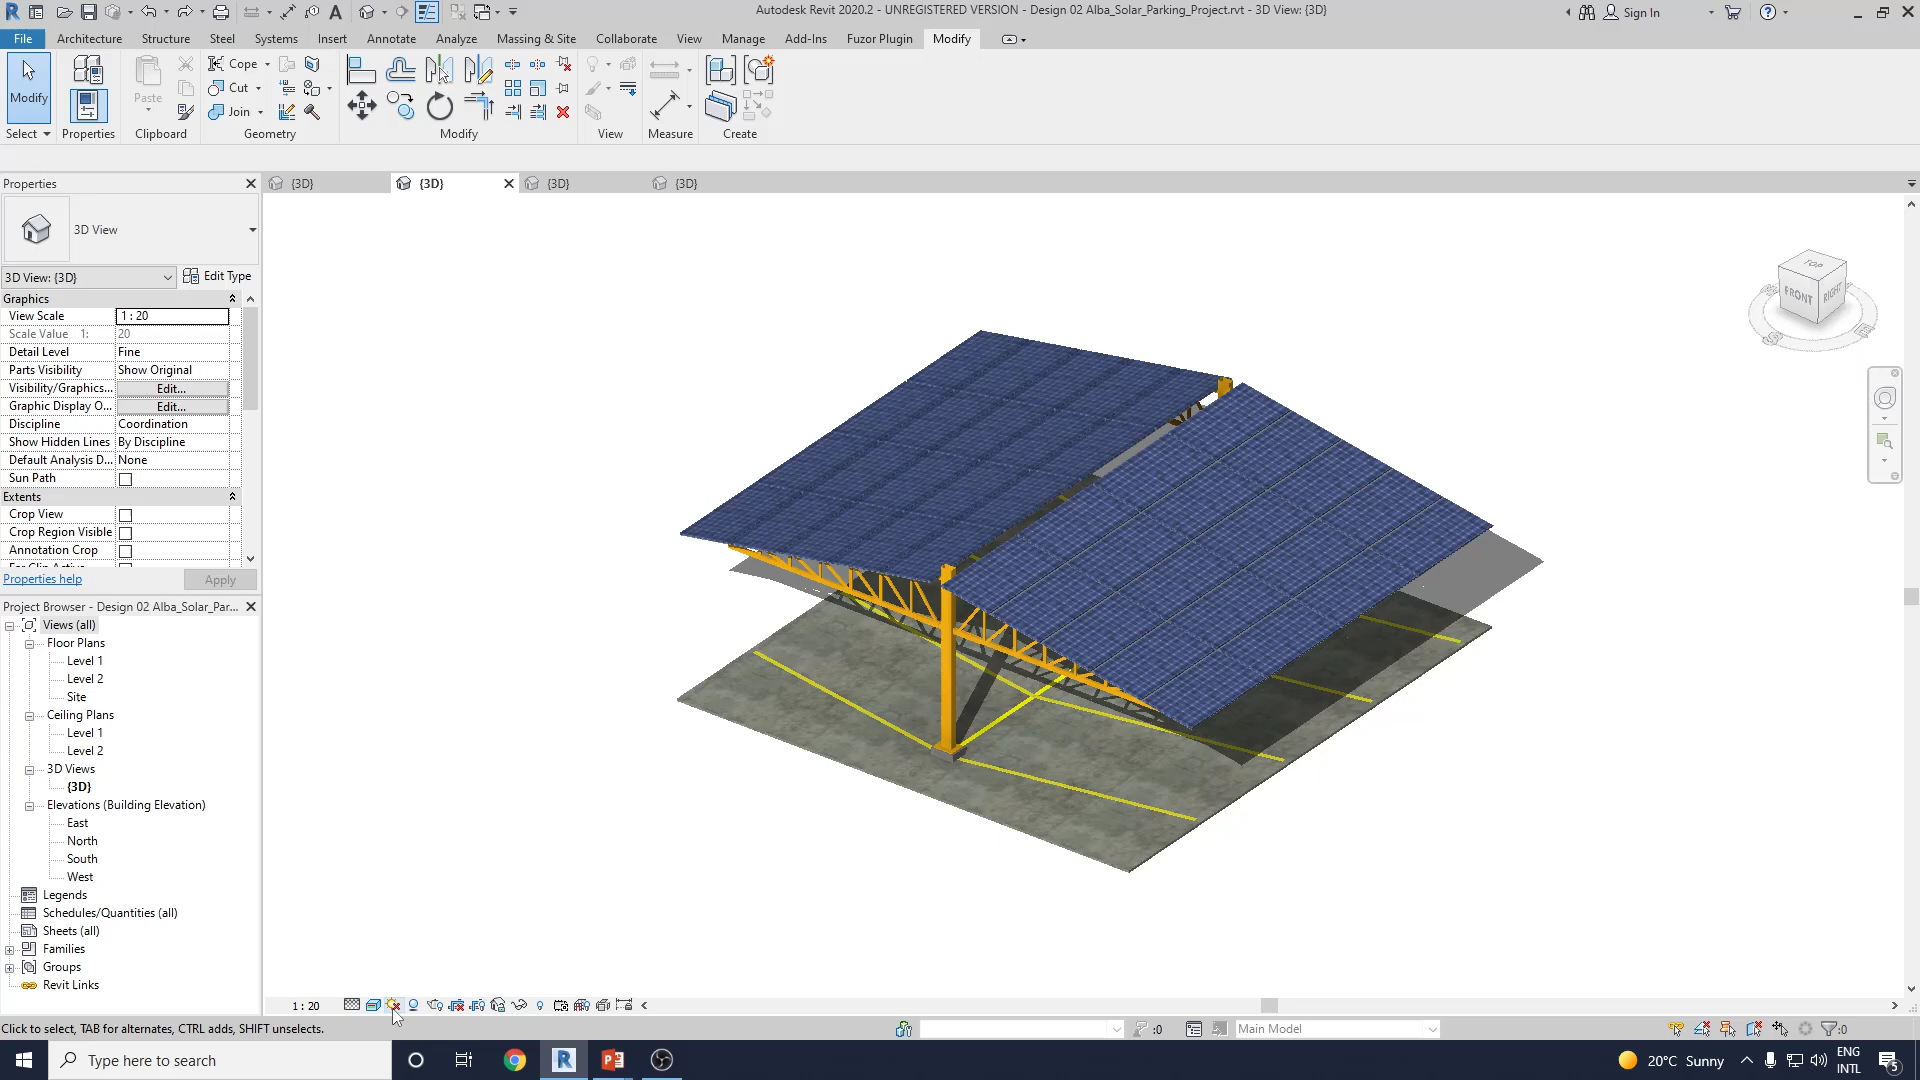 Autodesk Revit 2020.2 - UNREGISTERED VERSION - Design 02 Alba_Solar_Parking_Project.rvt - 3D View: {3D}
Sign In
File Architecture Structure Steel Systems Insert Annotate Analyze Massing & Site Collaborate View Manage Add-Ins Fuzor Plugin Modify
Modify
Paste
Cope
Cut
Join
Select Properties Clipboard Geometry Modify View Measure Create
Properties
{3D} {3D} {3D} {3D}
3D View
3D View: {3D} Edit Type
Graphics
View Scale 1 : 20
Scale Value 1: 20
Detail Level Fine
Parts Visibility Show Original
Visibility/Graphics... Edit...
Graphic Display O... Edit...
Discipline Coordination
Show Hidden Lines By Discipline
Default Analysis D... None
Sun Path
Extents
Crop View
Crop Region Visible
Annotation Crop
Properties help Apply
TOP
FRONT RIGHT
S E
Project Browser - Design 02 Alba_Solar_Par...
Views (all)
Floor Plans
Level 1
Level 2
Site
Ceiling Plans
Level 1
Level 2
3D Views
{3D}
Elevations (Building Elevation)
East
North
South
West
Legends
Schedules/Quantities (all)
Sheets (all)
Families
Groups
Revit Links
1 : 20
Click to select, TAB for alternates, CTRL adds, SHIFT unselects.
:0 Main Model :0
Type here to search
20°C Sunny ENG
INTL
5